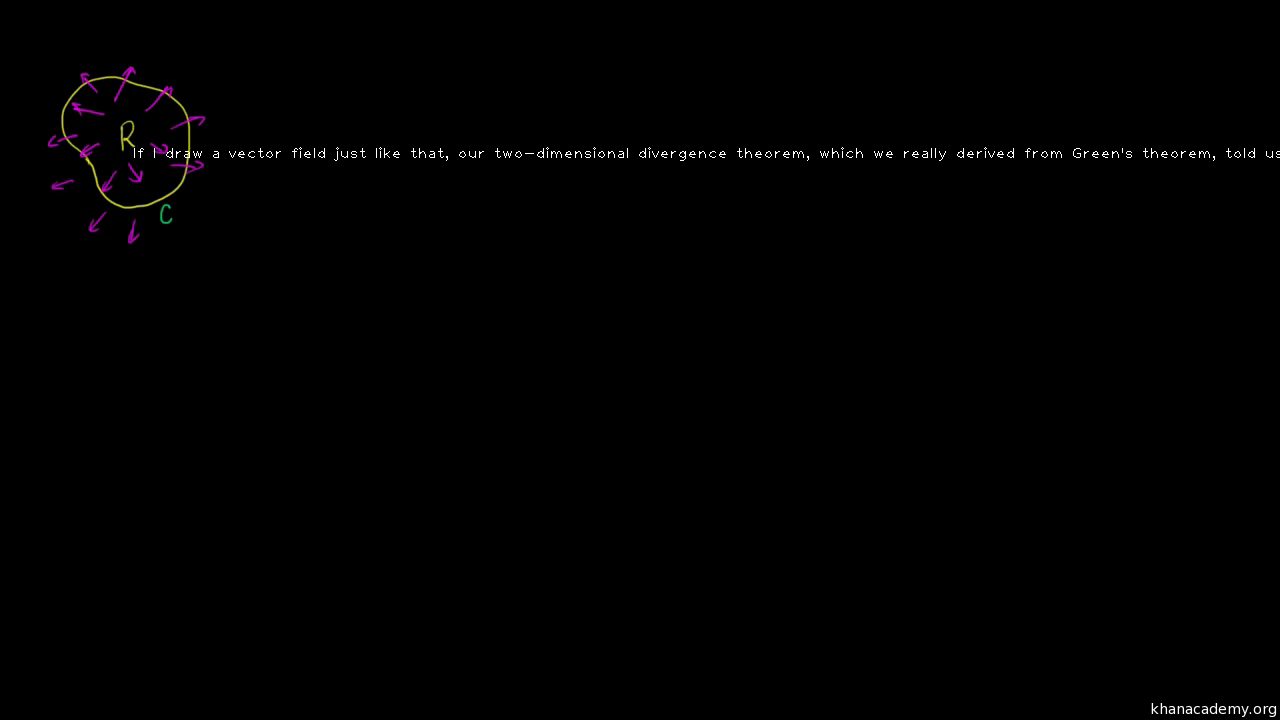 R
If I draw a vector field just like that, our two-dimensional divergence theorem, which we really derived from Green's theorem, told us
C
khanacademy.org